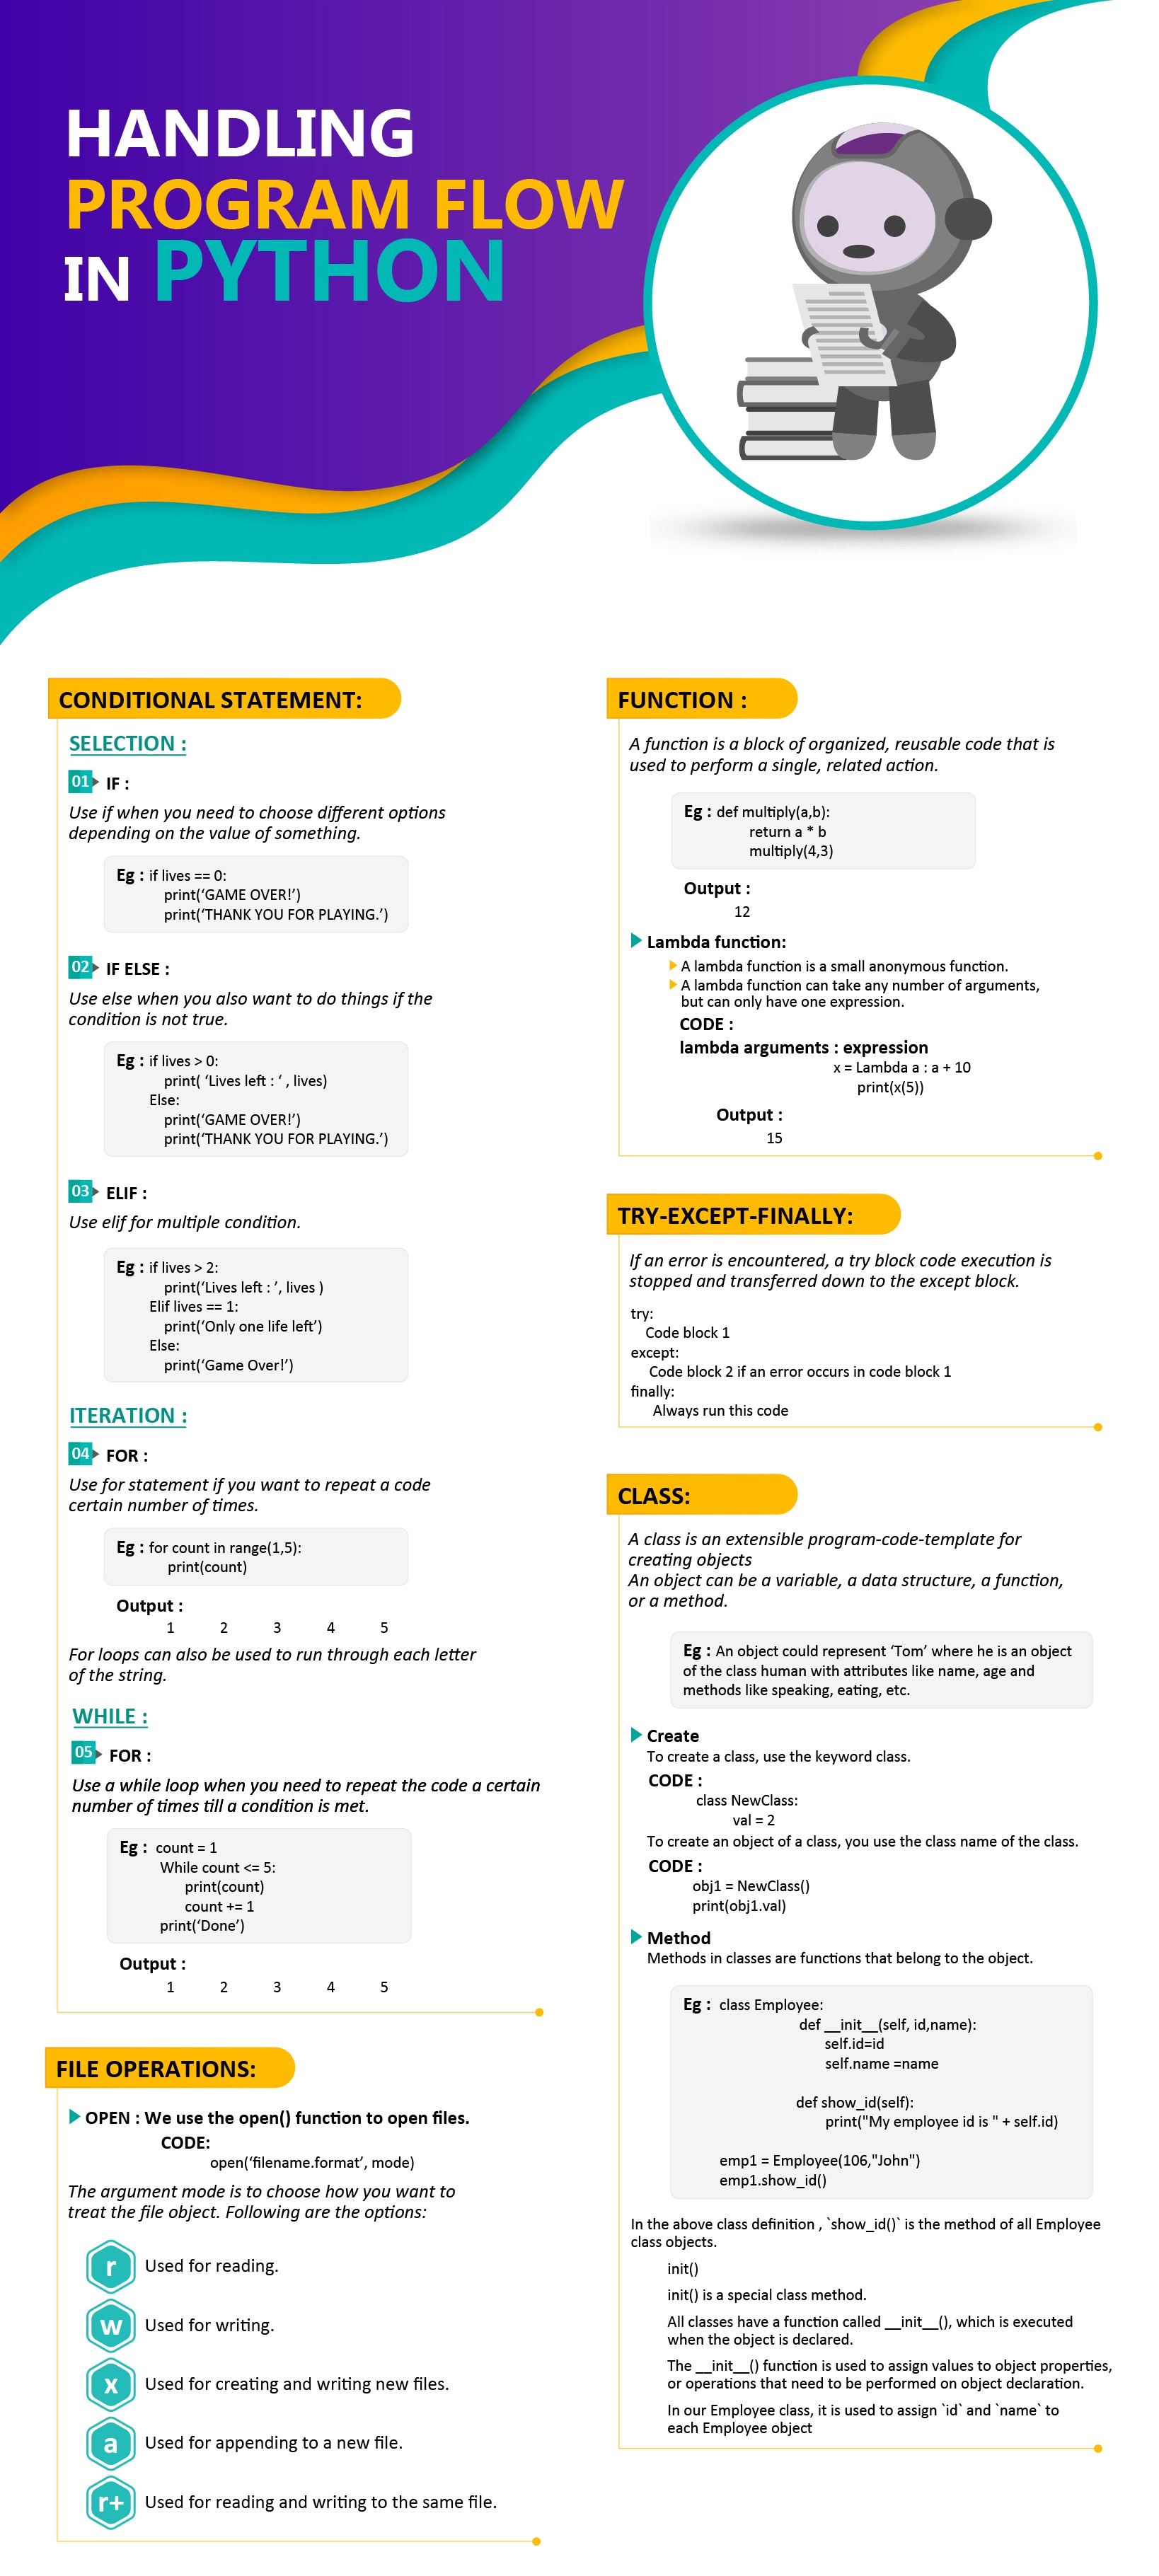 HANDLING
PROGRAM FLOW
IN PYTHON
CONDITIONAL STATEMENT:
SELECTION :
01 IF :
Use if when you need to choose different options
depending on the value of something.
Eg : if lives == 0:
print(‘GAME OVER!’)
print(‘THANK YOU FOR PLAYING.’)
02 IF ELSE :
Use else when you also want to do things if the
condition is not true.
Eg : if lives > 0:
print( ‘Lives left : ‘ , lives)
Else:
print(‘GAME OVER!’)
print(‘THANK YOU FOR PLAYING.’)
03 ELIF :
Use elif for multiple condition.
Eg : if lives > 2:
print(‘Lives left : ’, lives )
Elif lives == 1:
print(‘Only one life left’)
Else:
print(‘Game Over!’)
ITERATION :
04 FOR :
Use for statement if you want to repeat a code
certain number of times.
Eg : for count in range(1,5):
print(count)
Output :
1 2 3 4 5
For loops can also be used to run through each letter
of the string.
WHILE :
05 FOR :
Use a while loop when you need to repeat the code a certain
number of times till a condition is met.
Eg : count = 1
While count <= 5:
print(count)
count += 1
print(‘Done’)
Output :
1 2 3 4 5
FILE OPERATIONS:
OPEN : We use the open() function to open files.
CODE:
open(‘filename.format’, mode)
The argument mode is to choose how you want to
treat the file object. Following are the options:
r Used for reading.
w Used for writing.
x Used for creating and writing new files.
a Used for appending to a new file.
r+ Used for reading and writing to the same file.
FUNCTION :
A function is a block of organized, reusable code that is
used to perform a single, related action.
Eg : def multiply(a,b):
return a * b
multiply(4,3)
Output :
12
Lambda function:
A lambda function is a small anonymous function.
A lambda function can take any number of arguments,
but can only have one expression.
CODE :
lambda arguments : expression
x = Lambda a : a + 10
print(x(5))
Output :
15
TRY-EXCEPT-FINALLY:
If an error is encountered, a try block code execution is
stopped and transferred down to the except block.
try:
Code block 1
except:
Code block 2 if an error occurs in code block 1
finally:
Always run this code
CLASS:
A class is an extensible program-code-template for
creating objects
An object can be a variable, a data structure, a function,
or a method.
Eg : An object could represent ‘Tom’ where he is an object
of the class human with attributes like name, age and
methods like speaking, eating, etc.
Create
To create a class, use the keyword class.
CODE :
class NewClass:
val = 2
To create an object of a class, you use the class name of the class.
CODE :
obj1 = NewClass()
print(obj1.val)
Method
Methods in classes are functions that belong to the object.
Eg : class Employee:
def __init__(self, id,name):
self.id=id
self.name =name
def show_id(self):
print("My employee id is " + self.id)
emp1 = Employee(106,"John")
emp1.show_id()
In the above class definition , `show_id()` is the method of all Employee
class objects.
init()
init() is a special class method.
All classes have a function called __init__(), which is executed
when the object is declared.
The __init__() function is used to assign values to object properties,
or operations that need to be performed on object declaration.
In our Employee class, it is used to assign `id` and `name` to
each Employee object